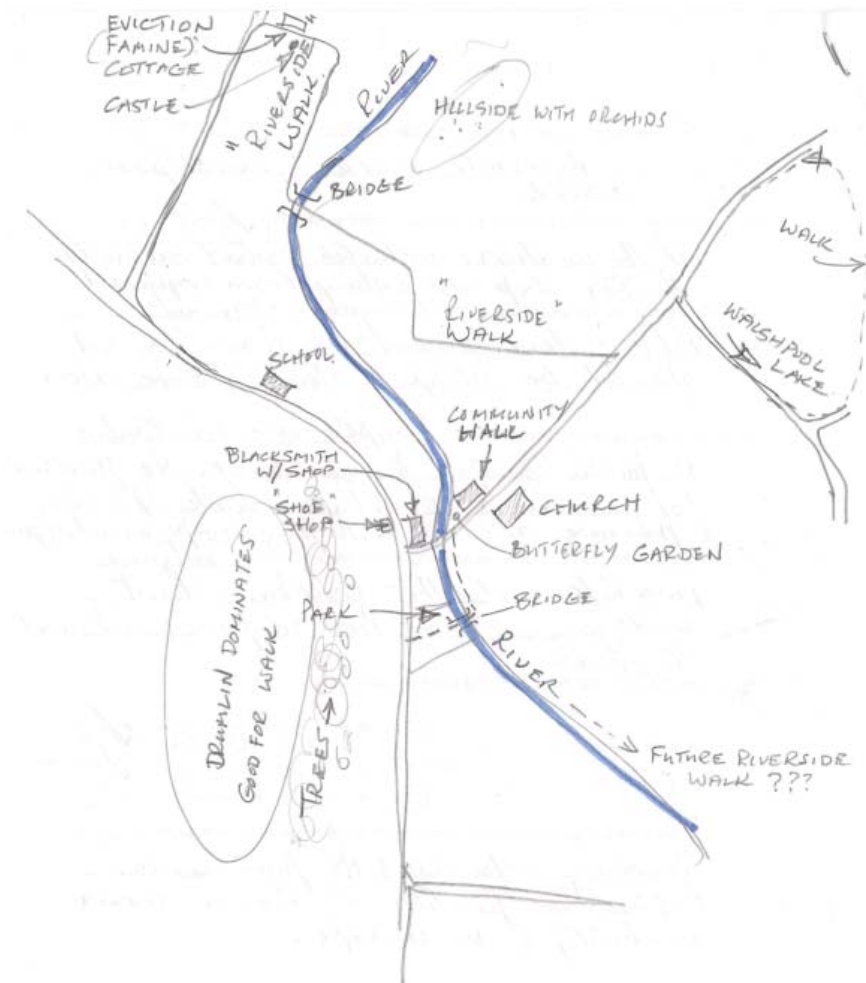 EVICTION
(FAMINE)
COTTAGE
CASTLE
"RIVERSIDE
WALK.
"
RIVER
HILLSIDE WITH ORCHIDS
BRIDGE
WALK
"RIVERSIDE"
WALK
WALSHPOOL
LAKE
SCHOOL.
COMMUNITY
HALL
BLACKSMITH
W/SHOP
"SHOE"
SHOP
CHURCH
BUTTERFLY GARDEN
PARK
BRIDGE
RIVER
DRUMLIN DOMINATES
GOOD FOR WALK
TREES
FUTURE RIVERSIDE
WALK ???